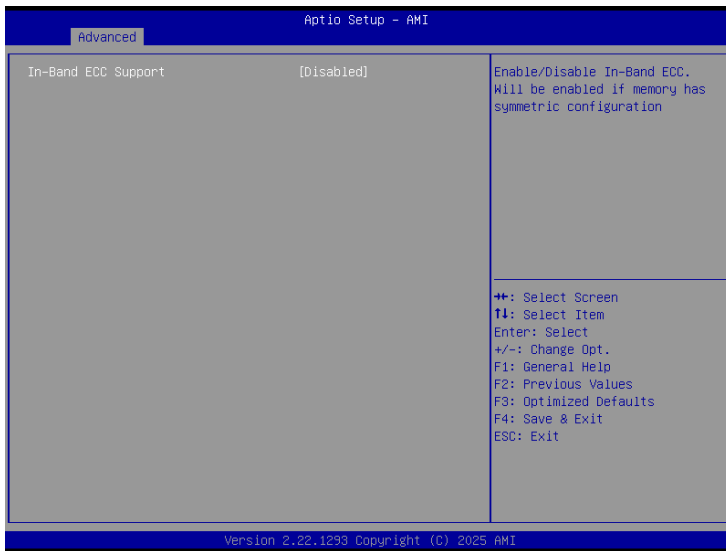 Aptio Setup – AMI
Advanced
In-Band ECC Support [Disabled]
Enable/Disable In-Band ECC.
Will be enabled if memory has
symmetric configuration
→←: Select Screen
↑↓: Select Item
Enter: Select
+/-: Change Opt.
F1: General Help
F2: Previous Values
F3: Optimized Defaults
F4: Save & Exit
ESC: Exit
Version 2.22.1293 Copyright (C) 2025 AMI